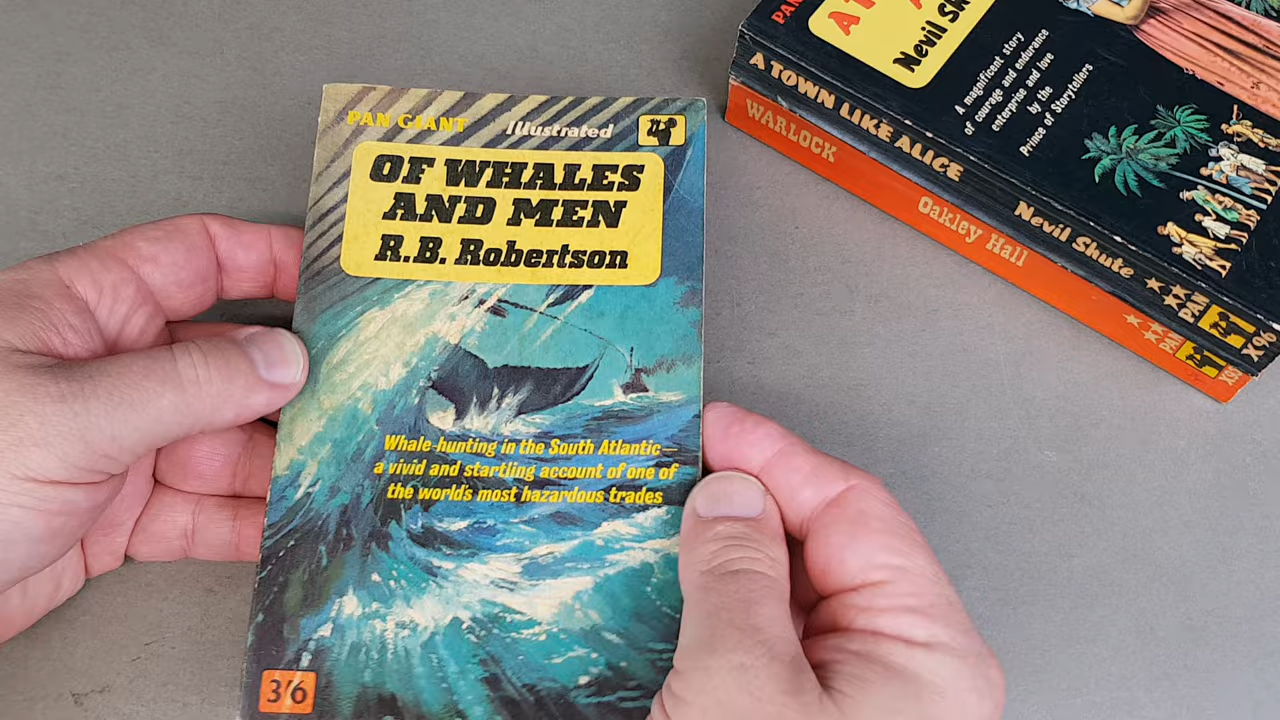 PAN GIANT
Illustrated
OF WHALES
AND MEN
R.B. Robertson
Whale-hunting in the South Atlantic—
a vivid and startling account of one of
the world's most hazardous trades
3/6
PAN
Nevil
A magnificent story
of courage and endurance
enterprise and love
by the
Prince of Storytellers
A TOWN LIKE ALICE
Nevil Shute
PAN
X96
WARLOCK
Oakley Hall
PAN